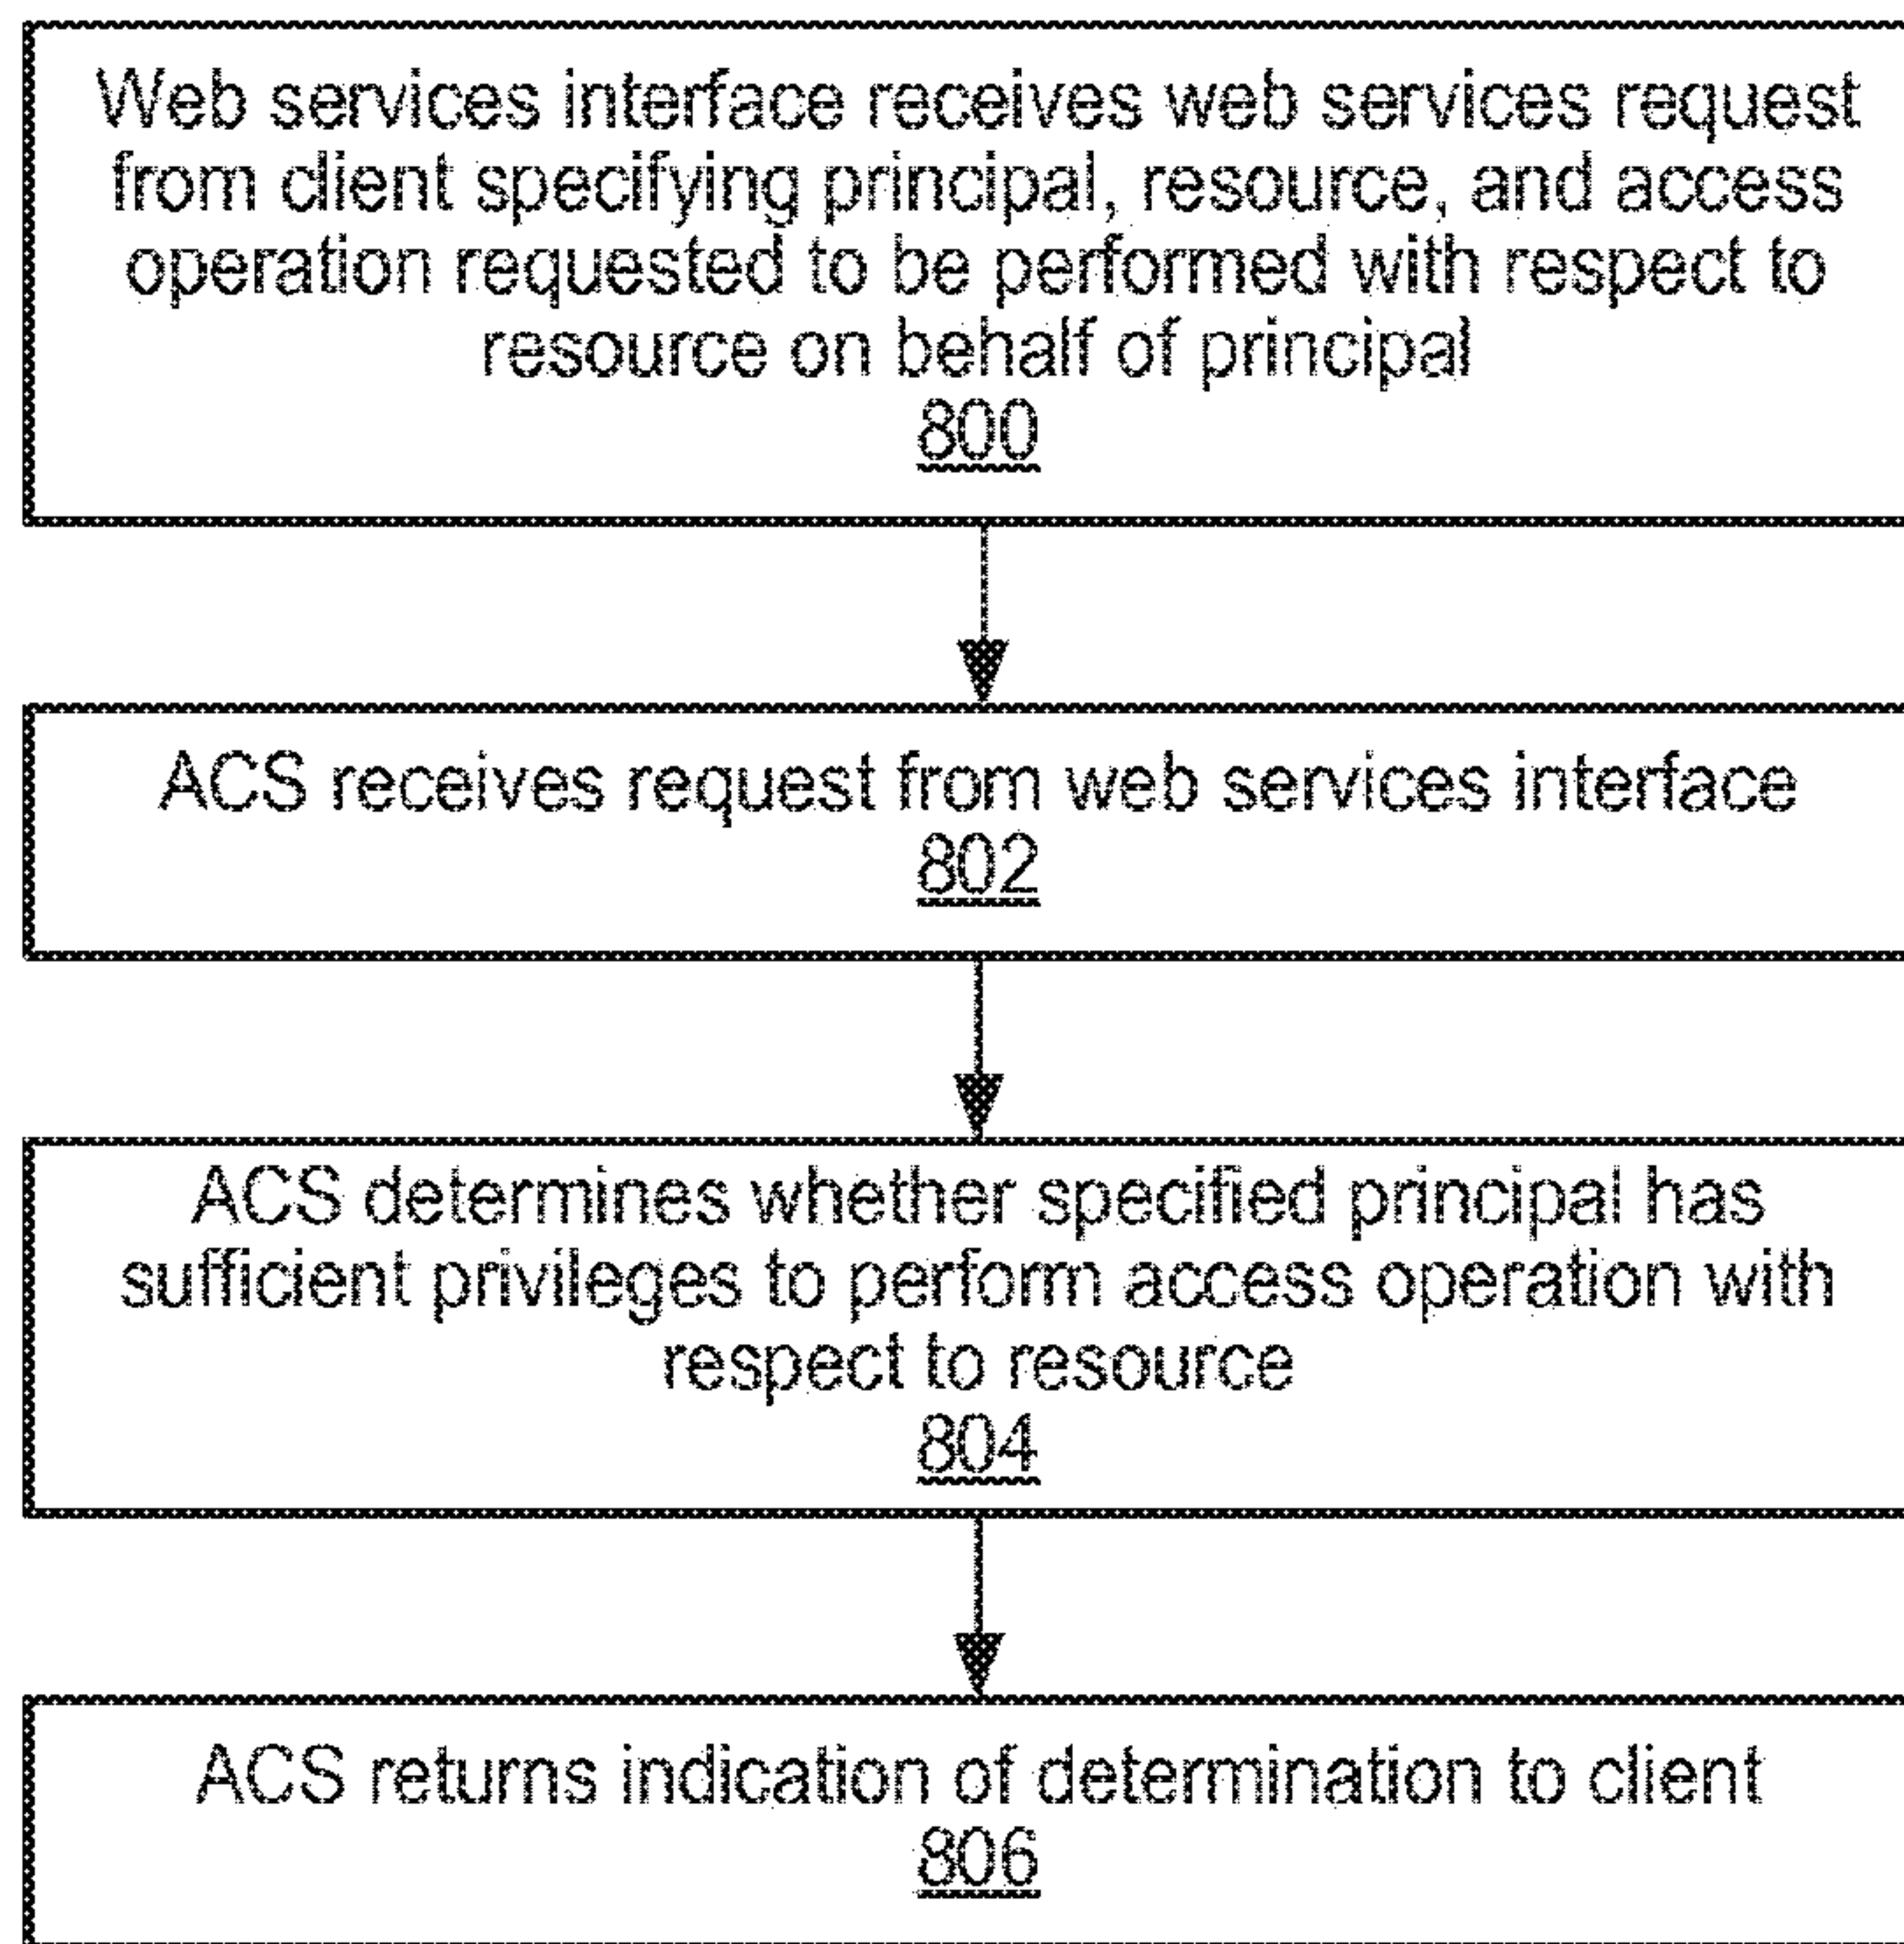 Web services interface receives web services request
from client specifying principal, resource, and access
operation requested to be performed with respect to
resource on behalf of principal
800
ACS receives request from web services interface
802
ACS determines whether specified principal has
sufficient privileges to perform access operation with
respect to resource
804
ACS returns indication of determination to client
806